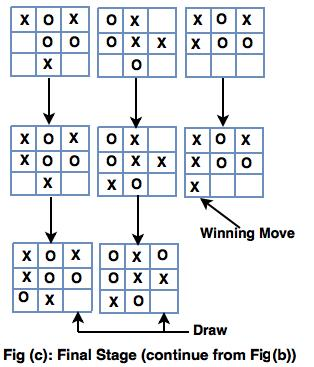 X O X
O O
X
O X
O X X
O
X O X
X O O
X O X
X O O
X
O X
O X X
X O
X O X
X O O
X
Winning Move
X O X
X O O
O X
O X O
O X X
X O
Draw
Fig (c): Final Stage (continue from Fig(b))